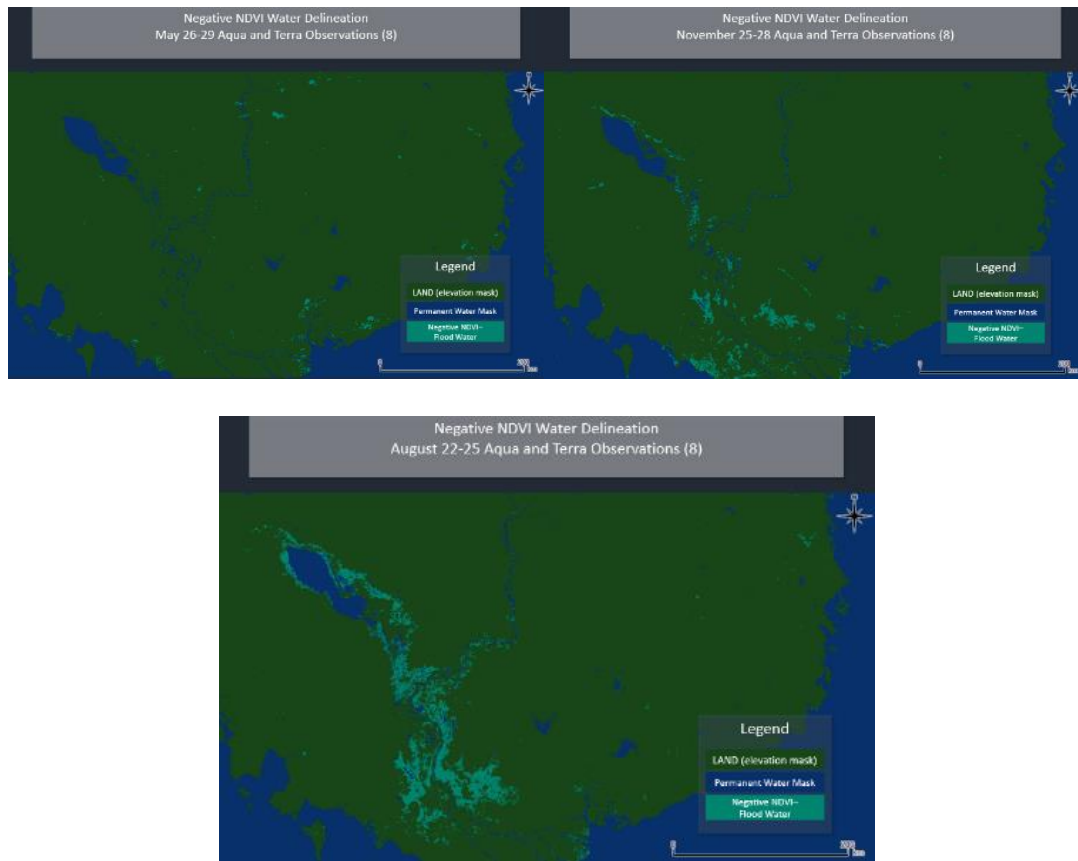 Negative NDVI Water Delineation
May 26-29 Aqua and Terra Observations (8)
Legend
LAND (elevation mask)
Permanent Water Mask
Negative NDVI–
Flood Water
Negative NDVI Water Delineation
November 25-28 Aqua and Terra Observations (8)
Legend
LAND (elevation mask)
Permanent Water Mask
Negative NDVI–
Flood Water
Negative NDVI Water Delineation
August 22-25 Aqua and Terra Observations (8)
Legend
LAND (elevation mask)
Permanent Water Mask
Negative NDVI–
Flood Water